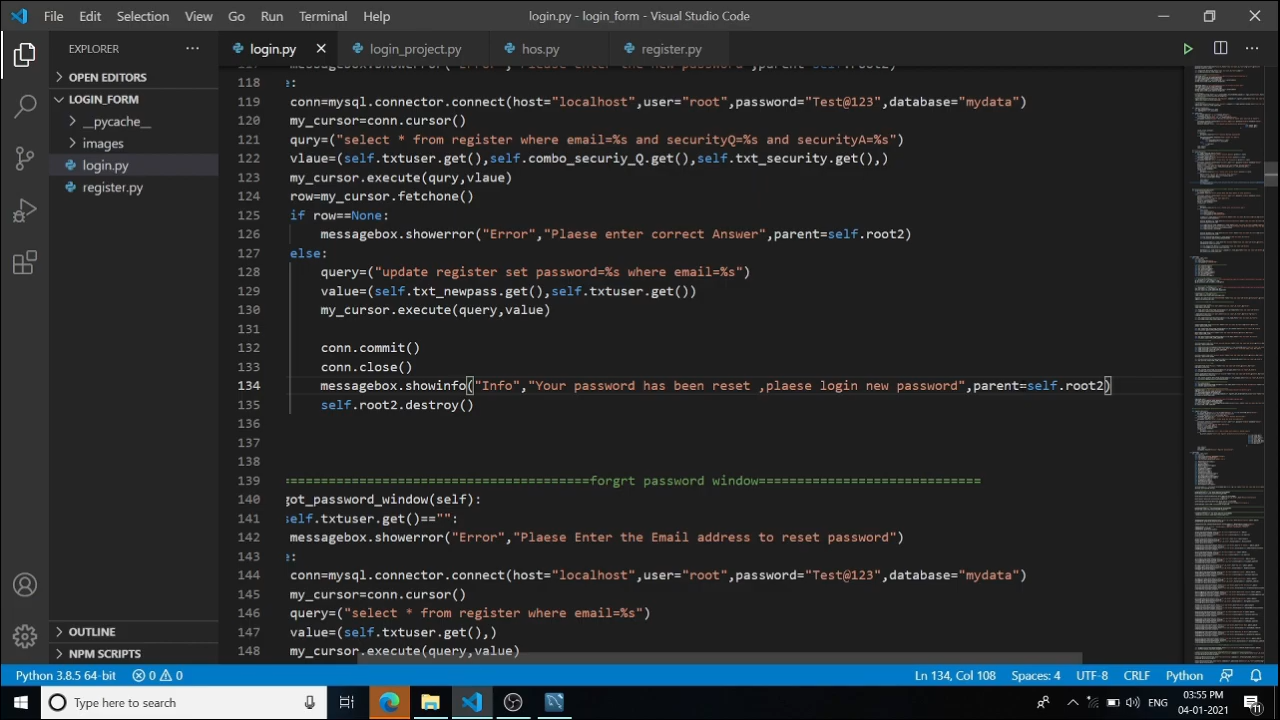 File Edit Selection View Go Run Terminal Help
login.py - login_form - Visual Studio Code
EXPLORER
login.py
login_project.py
hos.py
register.py
OPEN EDITORS
LOGIN_FORM
__pycache__
images
login.py
register.py
OUTLINE
NPM SCRIPTS
118 e:
119 conn=mysql.connector.connect(host="localhost",user="root",password="Test@123",database="mydata")
120 my_cursor=conn.cursor()
121 qury=("select * from register where email=%s and securityQ=%s and securityA=%s")
122 vlaue=(self.txtuser.get(),self.combo_securiy_Q.get(),self.txt_security.get(),)
123 my_cursor.execute(qury,vlaue)
124 row=my_cursor.fetchone()
125 if row==None:
126 messagebox.showerror("Error","Please enter correct Answer",parent=self.root2)
127 else:
128 query=("update register set password=%s where email=%s")
129 value=(self.txt_newpass.get(),self.txtuser.get())
130 my_cursor.execute(query,value)
131
132 conn.commit()
133 conn.close()
134 messagebox.showinfo("Info","Your password has been reset ,please login new password",parent=self.root2)
135 self.root2.destroy()
136
137
138
139 =========================================forgrt password window==============================
140 got_password_window(self):
141 self.txtuser.get()=="":
142 messagebox.showerror("Error","Please Enter the Email address to reset password")
143 e:
144 conn=mysql.connector.connect(host="localhost",user="root",password="Test@123",database="mydata")
145 my_cursor=conn.cursor()
146 query=("select * from register where email=%s")
147 value=(self.txtuser.get(),)
148 my_cursor.execute(query,value)
Python 3.8.5 64-bit 0 0 Ln 134, Col 108 Spaces: 4 UTF-8 CRLF Python
Type here to search
ENG
03:55 PM
04-01-2021
11